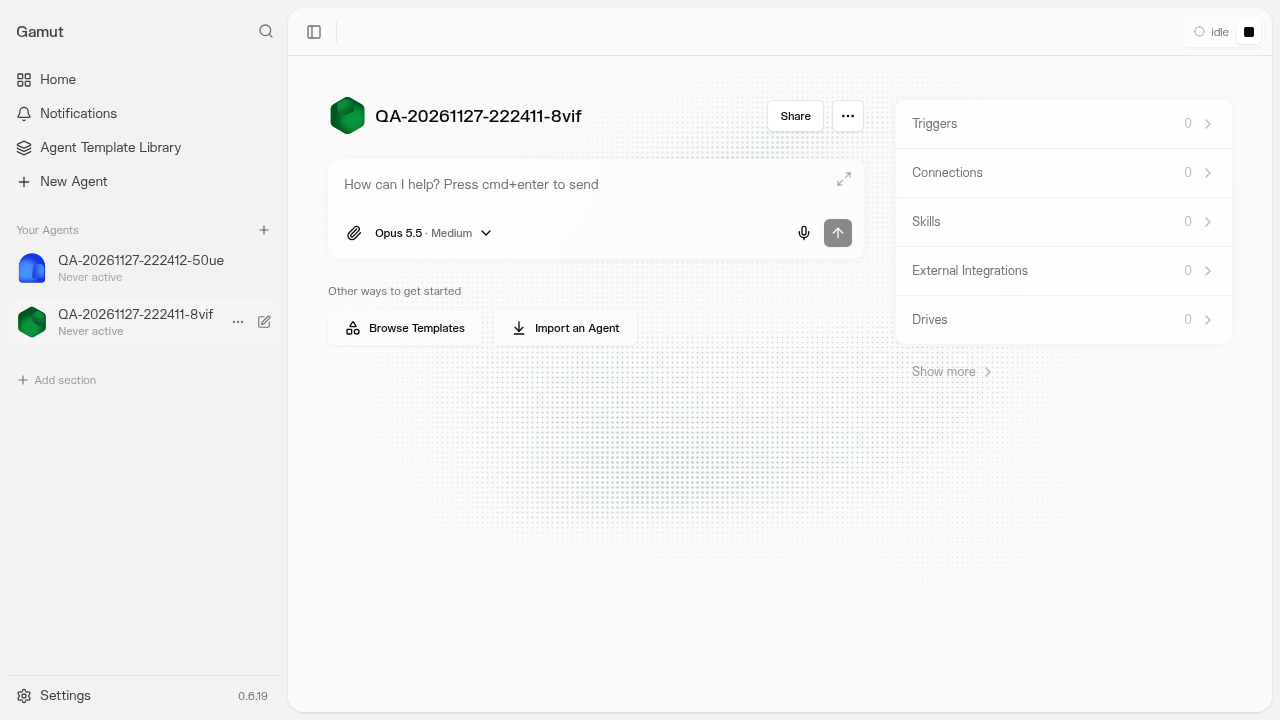 Gamut
Home
Notifications
Agent Template Library
New Agent
Your Agents
QA-20261127-222412-50ue
Never active
QA-20261127-222411-8vif
Never active
Add section
Settings
0.6.19
idle
QA-20261127-222411-8vif
Share
How can I help? Press cmd+enter to send
Opus 5.5 · Medium
Other ways to get started
Browse Templates
Import an Agent
Triggers 0
Connections 0
Skills 0
External Integrations 0
Drives 0
Show more